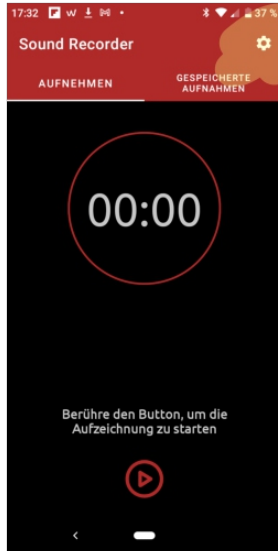 17:32 37 %
Sound Recorder
AUFNEHMEN
GESPEICHERTE
AUFNAHMEN
00:00
Berühre den Button, um die
Aufzeichnung zu starten